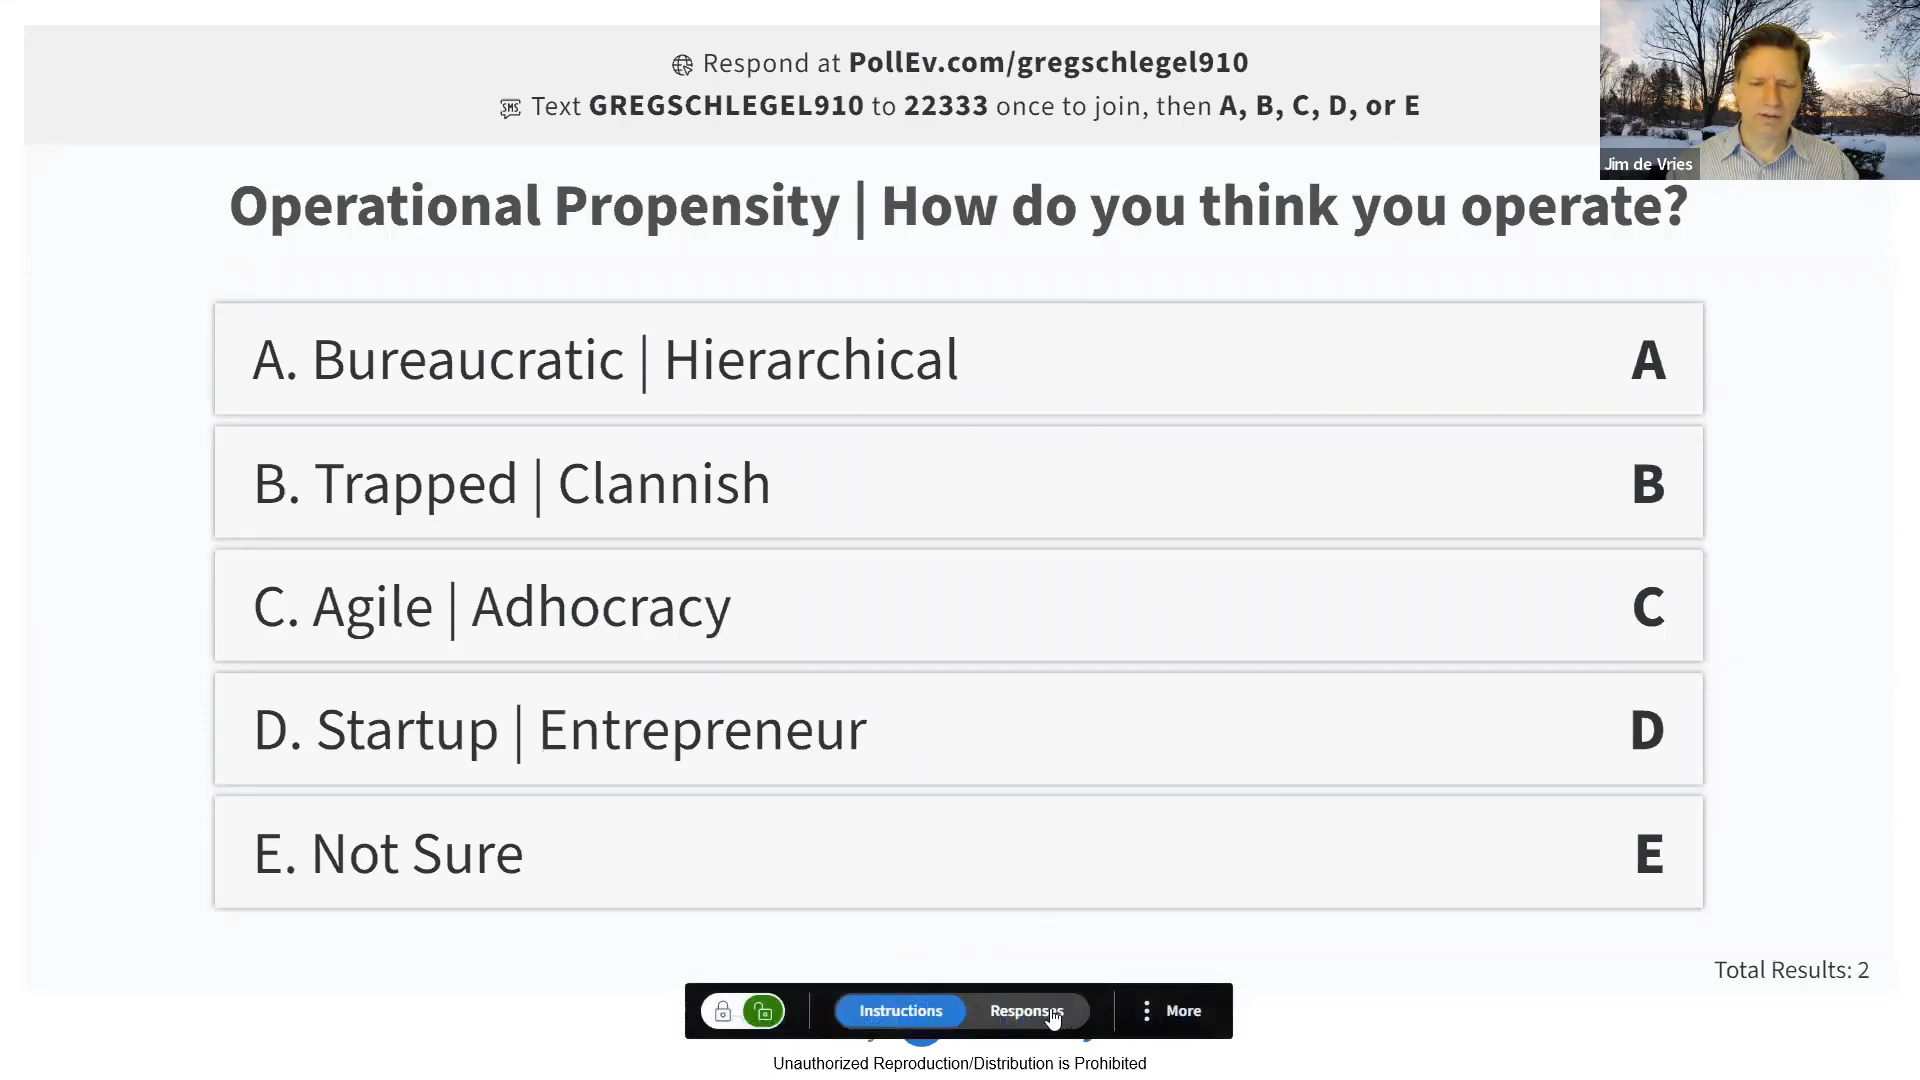 Respond at PollEv.com/gregschlegel910
SMS Text GREGSCHLEGEL910 to 22333 once to join, then A, B, C, D, or E
Jim de Vries
Operational Propensity | How do you think you operate?
A. Bureaucratic | Hierarchical A
B. Trapped | Clannish B
C. Agile | Adhocracy C
D. Startup | Entrepreneur D
E. Not Sure E
Total Results: 2
Instructions Responses More
Unauthorized Reproduction/Distribution is Prohibited